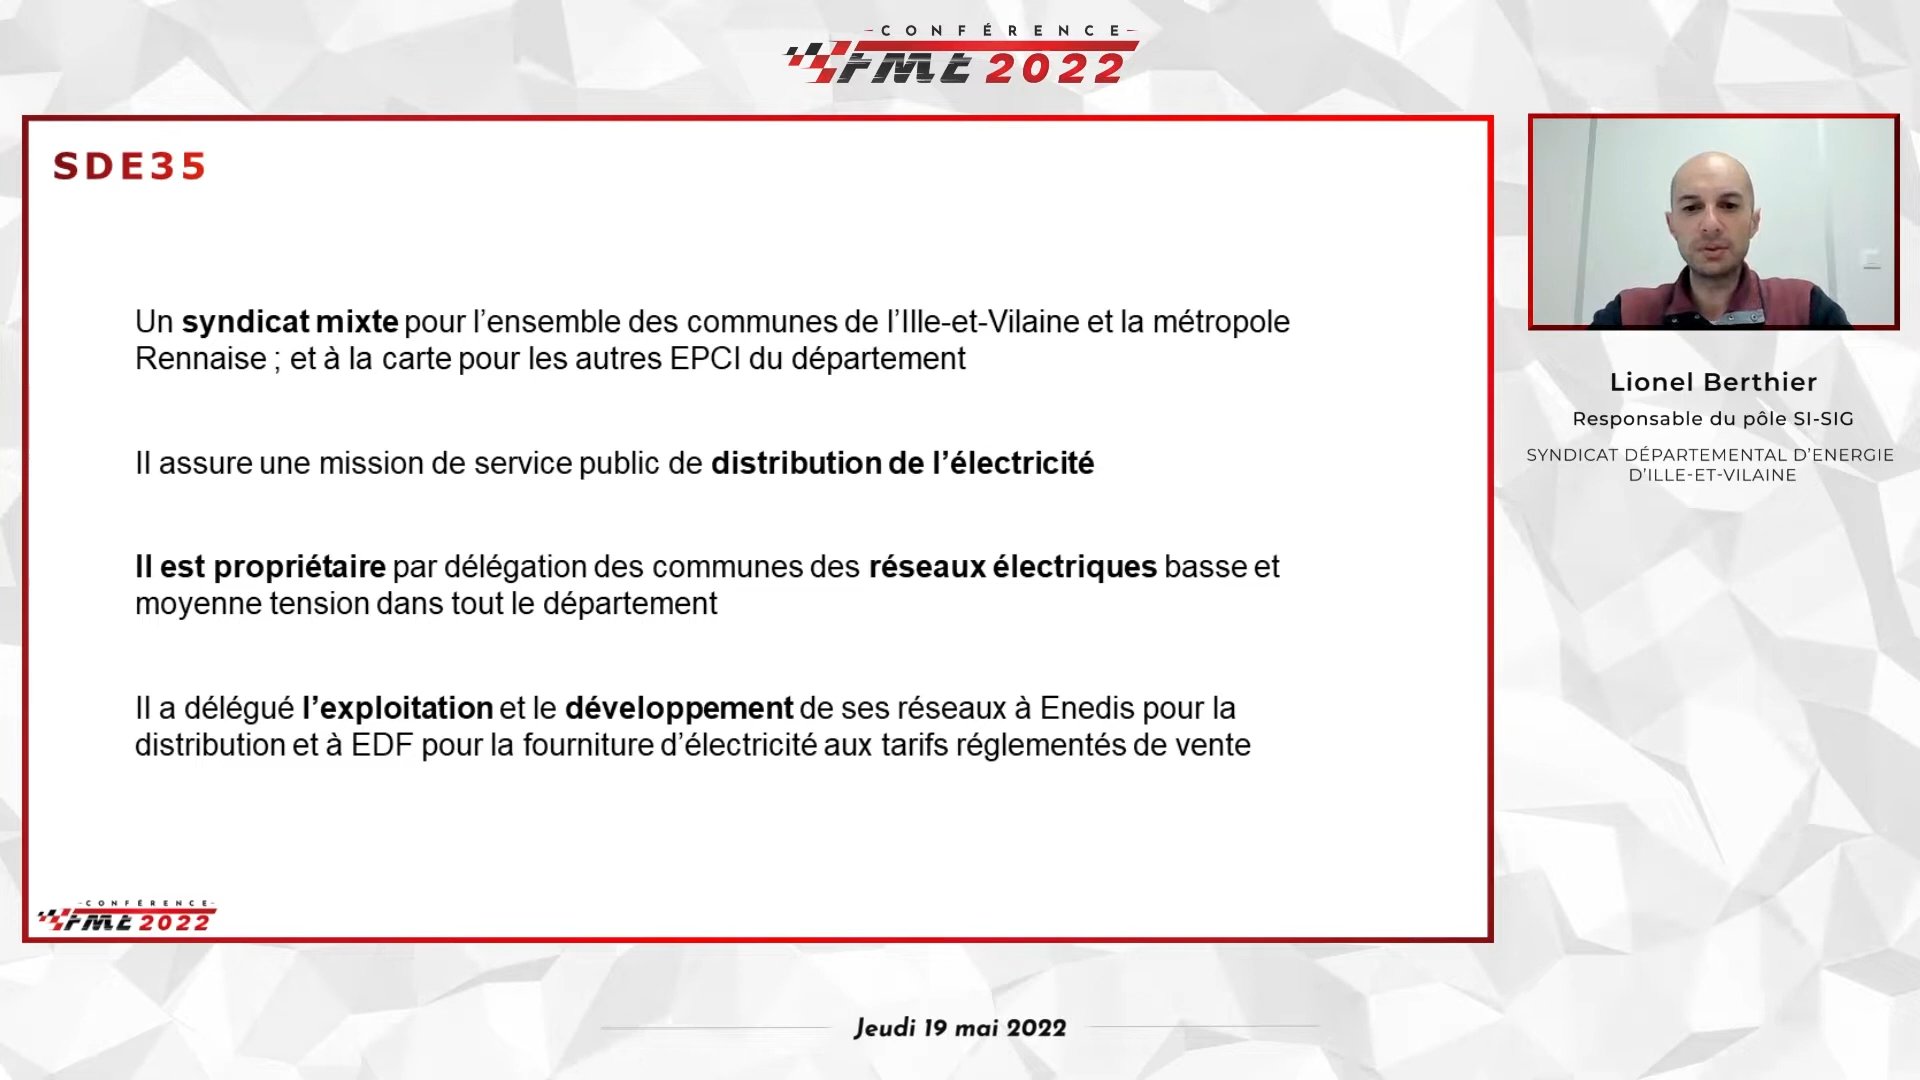 CONFÉRENCE
FME 2022
SDE35
Un syndicat mixte pour l’ensemble des communes de l’Ille-et-Vilaine et la métropole
Rennaise ; et à la carte pour les autres EPCI du département
Il assure une mission de service public de distribution de l’électricité
Il est propriétaire par délégation des communes des réseaux électriques basse et
moyenne tension dans tout le département
Il a délégué l’exploitation et le développement de ses réseaux à Enedis pour la
distribution et à EDF pour la fourniture d’électricité aux tarifs réglementés de vente
CONFÉRENCE
FME 2022
Lionel Berthier
Responsable du pôle SI-SIG
SYNDICAT DÉPARTEMENTAL D’ENERGIE
D’ILLE-ET-VILAINE
Jeudi 19 mai 2022